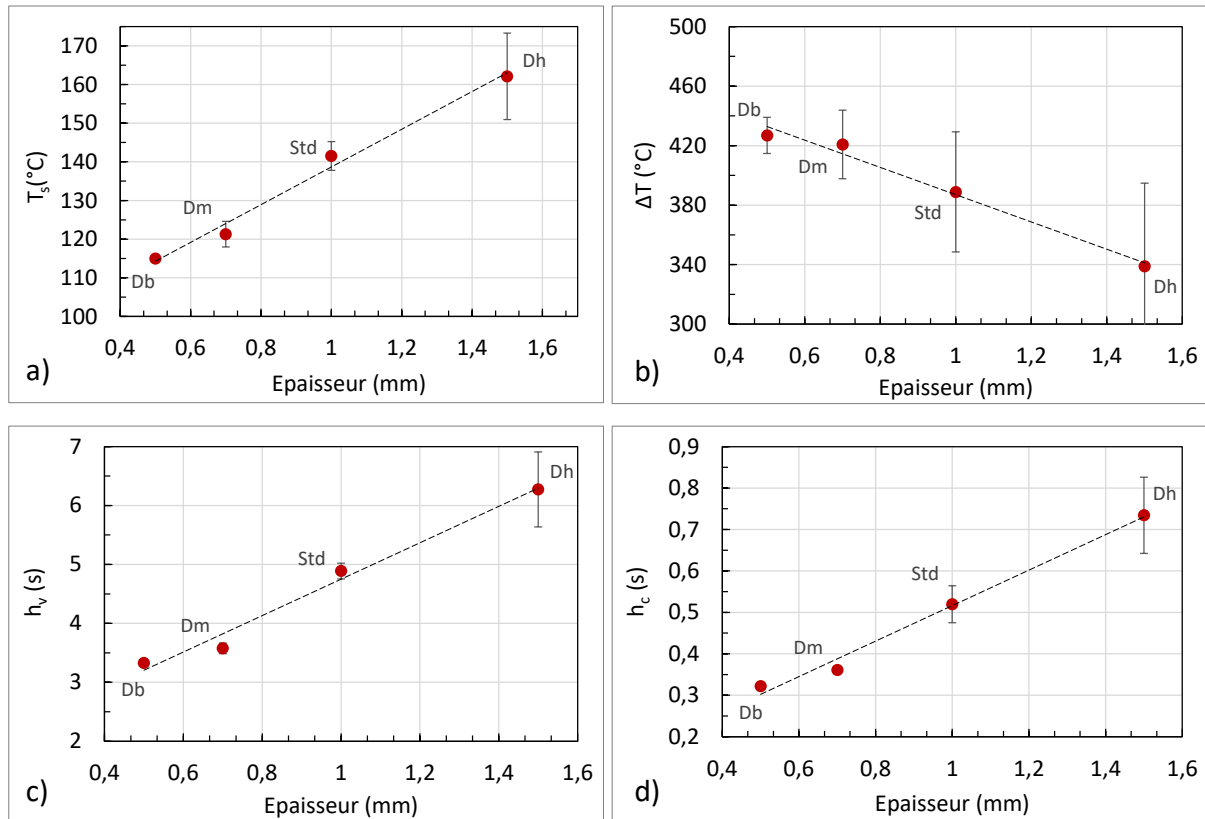 170
160
150
140
130
120
110
100
T_s(°C)
Dh
Std
Dm
Db
0,4 0,6 0,8 1 1,2 1,4 1,6
Epaisseur (mm)
a)
500
460
420
380
340
300
ΔT (°C)
Db
Dm
Std
Dh
0,4 0,6 0,8 1 1,2 1,4 1,6
Epaisseur (mm)
b)
7
6
5
4
3
2
h_v (s)
Dh
Std
Dm
Db
0,4 0,6 0,8 1 1,2 1,4 1,6
Epaisseur (mm)
c)
0,9
0,8
0,7
0,6
0,5
0,4
0,3
0,2
h_c (s)
Dh
Std
Dm
Db
0,4 0,6 0,8 1 1,2 1,4 1,6
Epaisseur (mm)
d)